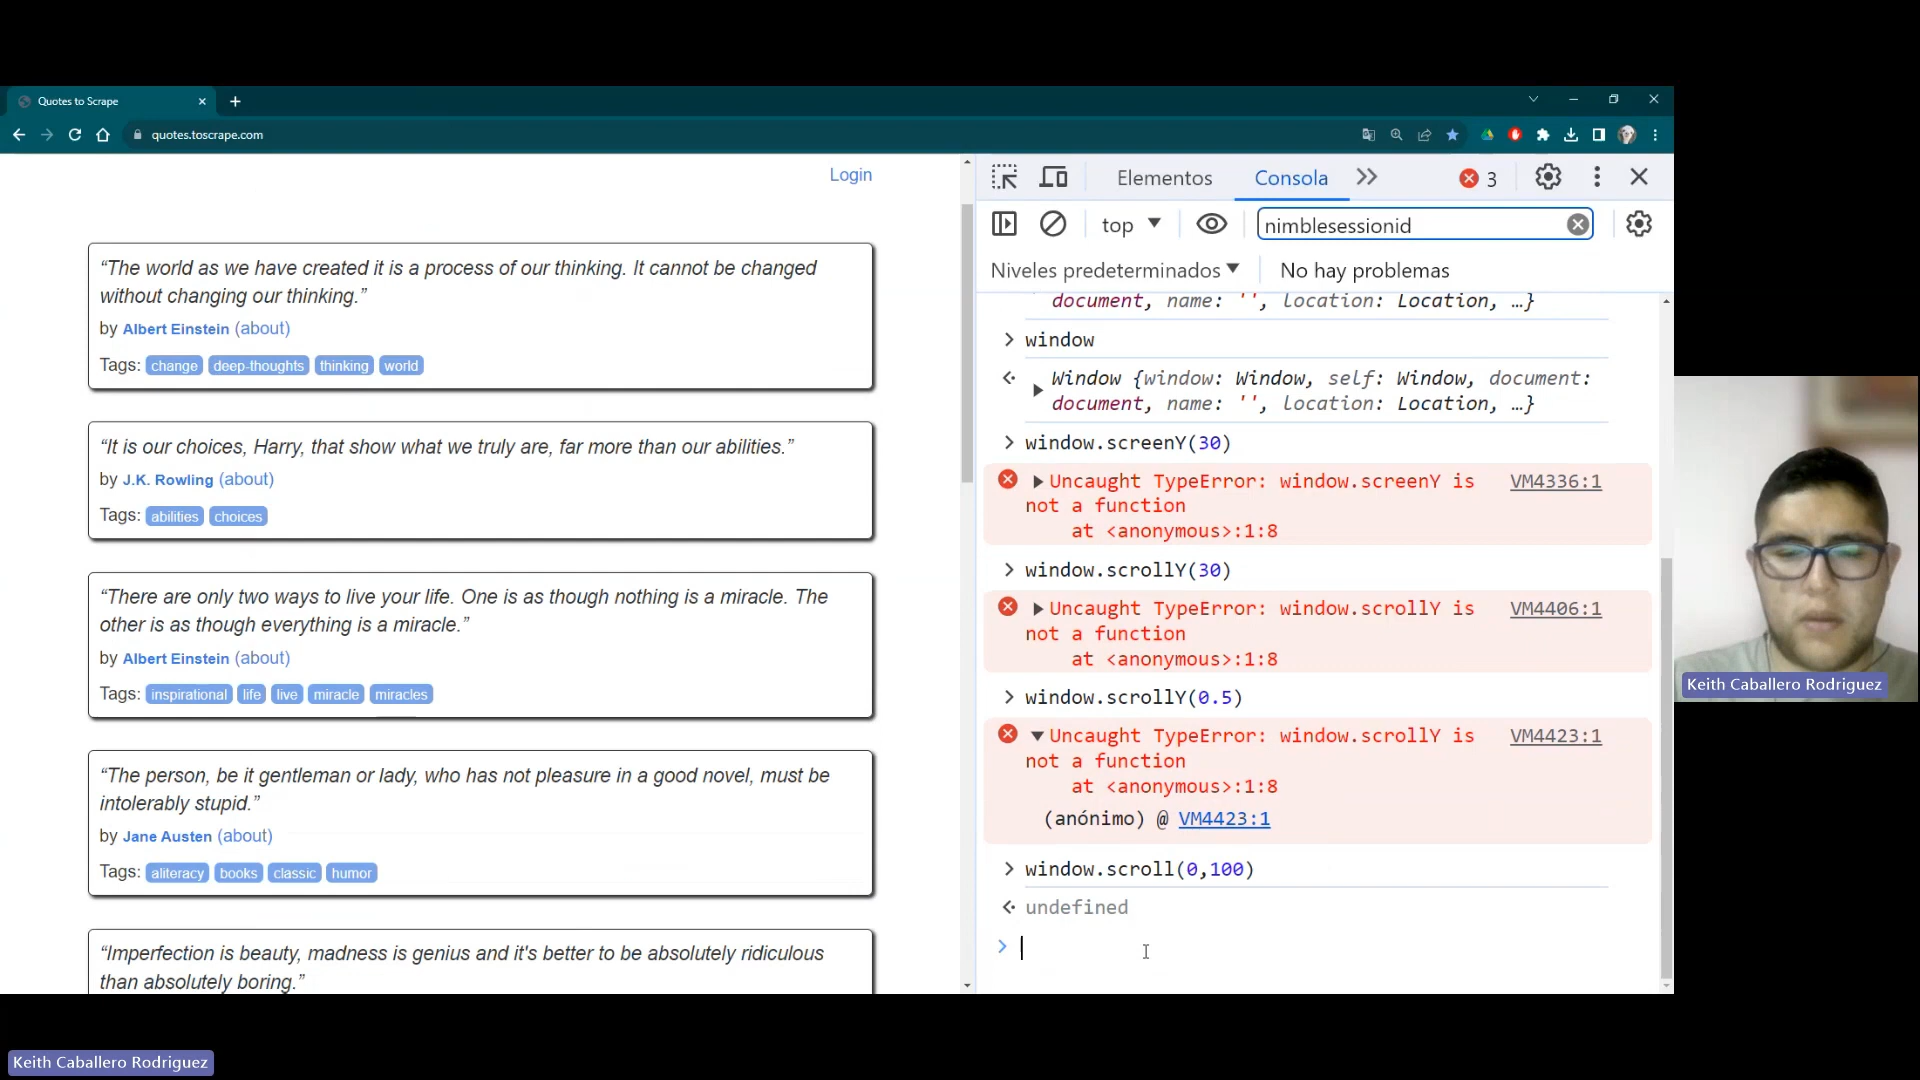 Quotes to Scrape
quotes.toscrape.com
Login
“The world as we have created it is a process of our thinking. It cannot be changed
without changing our thinking.”
by Albert Einstein (about)
Tags: change deep-thoughts thinking world
“It is our choices, Harry, that show what we truly are, far more than our abilities.”
by J.K. Rowling (about)
Tags: abilities choices
“There are only two ways to live your life. One is as though nothing is a miracle. The
other is as though everything is a miracle.”
by Albert Einstein (about)
Tags: inspirational life live miracle miracles
“The person, be it gentleman or lady, who has not pleasure in a good novel, must be
intolerably stupid.”
by Jane Austen (about)
Tags: aliteracy books classic humor
“Imperfection is beauty, madness is genius and it's better to be absolutely ridiculous
than absolutely boring.”
Elementos Consola 3
top nimblesessionid
Niveles predeterminados No hay problemas
document, name: '', location: Location, …}
window
Window {window: Window, self: Window, document:
document, name: '', location: Location, …}
window.screenY(30)
Uncaught TypeError: window.screenY is VM4336:1
not a function
at <anonymous>:1:8
window.scrollY(30)
Uncaught TypeError: window.scrollY is VM4406:1
not a function
at <anonymous>:1:8
window.scrollY(0.5)
Uncaught TypeError: window.scrollY is VM4423:1
not a function
at <anonymous>:1:8
(anónimo) @ VM4423:1
window.scroll(0,100)
undefined
Keith Caballero Rodriguez
Keith Caballero Rodriguez